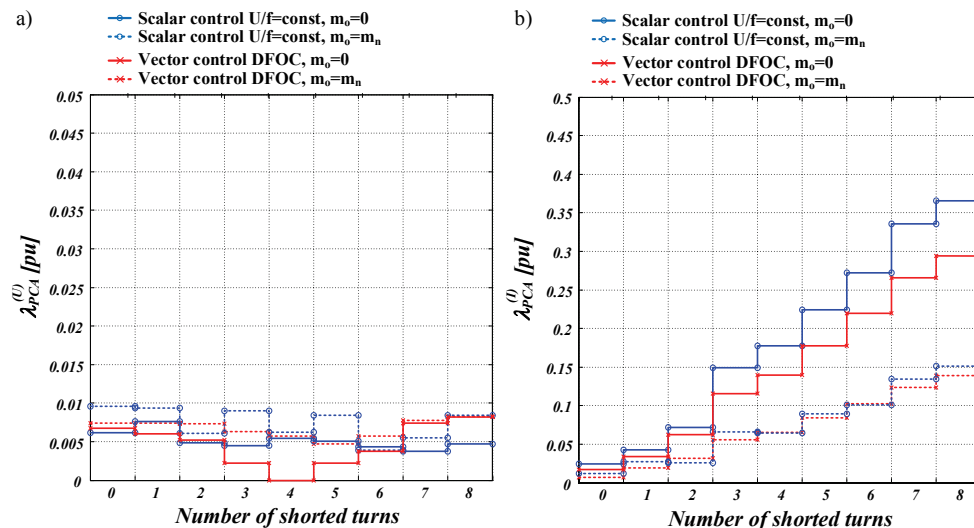 a)
Scalar control U/f=const, mₒ=0
Scalar control U/f=const, mₒ=mₙ
Vector control DFOC, mₒ=0
Vector control DFOC, mₒ=mₙ
0.05
0.045
0.04
0.035
0.03
0.025
0.02
0.015
0.01
0.005
0
λ_PCA^(U) [pu]
0 1 2 3 4 5 6 7 8
Number of shorted turns
b)
Scalar control U/f=const, mₒ=0
Scalar control U/f=const, mₒ=mₙ
Vector control DFOC, mₒ=0
Vector control DFOC, mₒ=mₙ
0.5
0.45
0.4
0.35
0.3
0.25
0.2
0.15
0.1
0.05
0
λ_PCA^(I) [pu]
0 1 2 3 4 5 6 7 8
Number of shorted turns